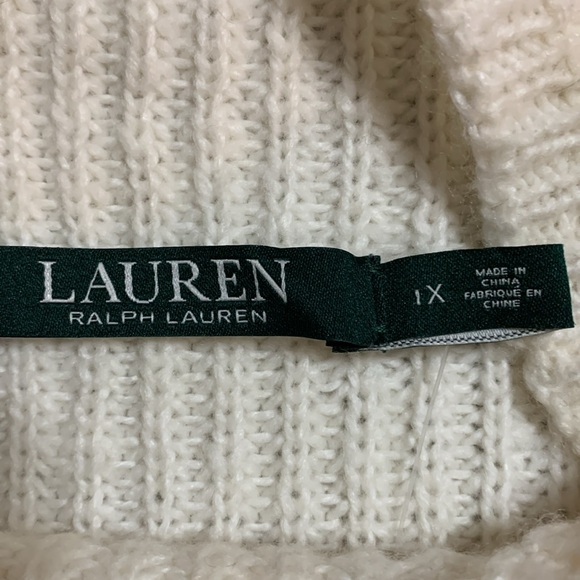 LAUREN
RALPH LAUREN
1X
MADE IN
CHINA
FABRIQUÉ EN
CHINE